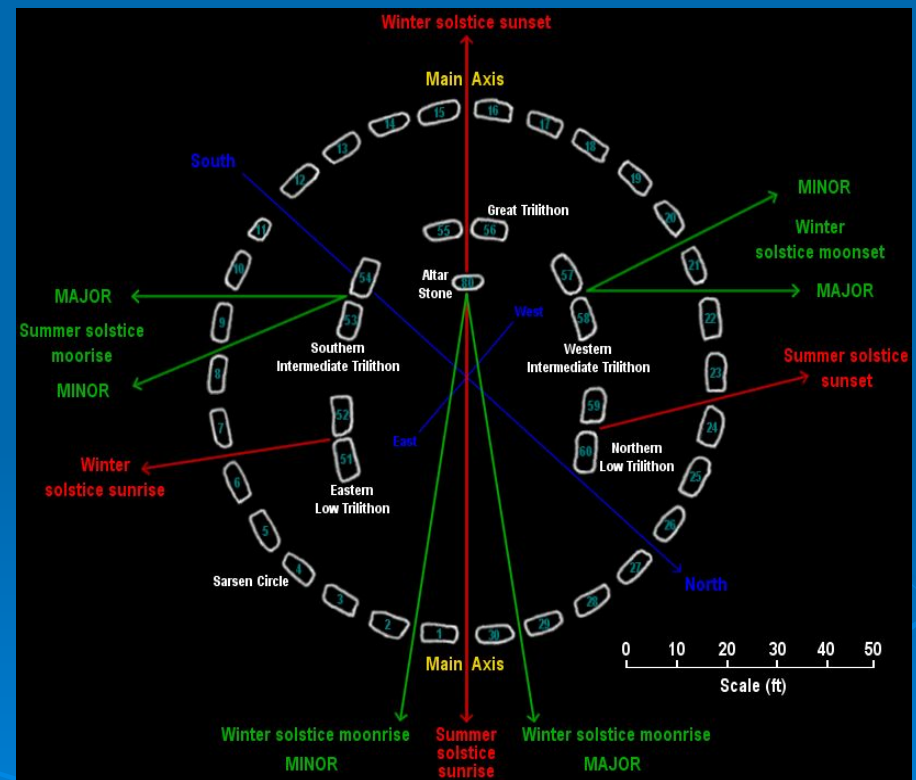 Winter solstice sunset
Main Axis
15
16
14
17
13
18
12
19
South
MINOR
Great Trilithon
20
11
55
56
Winter
solstice moonset
10
54
Altar
Stone
80
57
21
MAJOR
MAJOR
9
53
West
58
22
Summer solstice
moorise
Southern
Intermediate Trilithon
Western
Intermediate Trilithon
Summer solstice
sunset
8
23
MINOR
52
59
7
24
East
Winter
solstice sunrise
51
60
Northern
Low Trilithon
6
Eastern
Low Trilithon
25
5
26
Sarsen Circle
4
27
North
3
28
2
1
30
29
Main Axis
0 10 20 30 40 50
Scale (ft)
Winter solstice moonrise
MINOR
Summer
solstice
sunrise
Winter solstice moonrise
MAJOR